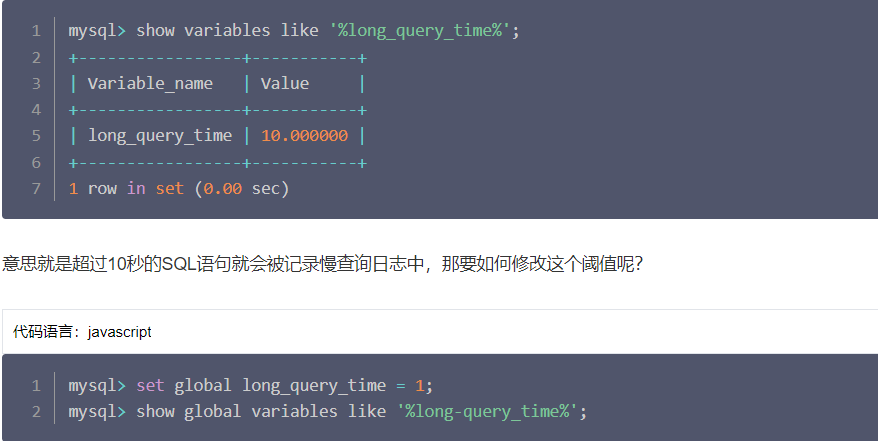 1 mysql> show variables like '%long_query_time%';
2 +-----------------+-----------+
3 | Variable_name   | Value     |
4 +-----------------+-----------+
5 | long_query_time | 10.000000 |
6 +-----------------+-----------+
7 1 row in set (0.00 sec)
意思就是超过10秒的SQL语句就会被记录慢查询日志中，那要如何修改这个阈值呢？
代码语言：javascript
1 mysql> set global long_query_time = 1;
2 mysql> show global variables like '%long-query_time%';